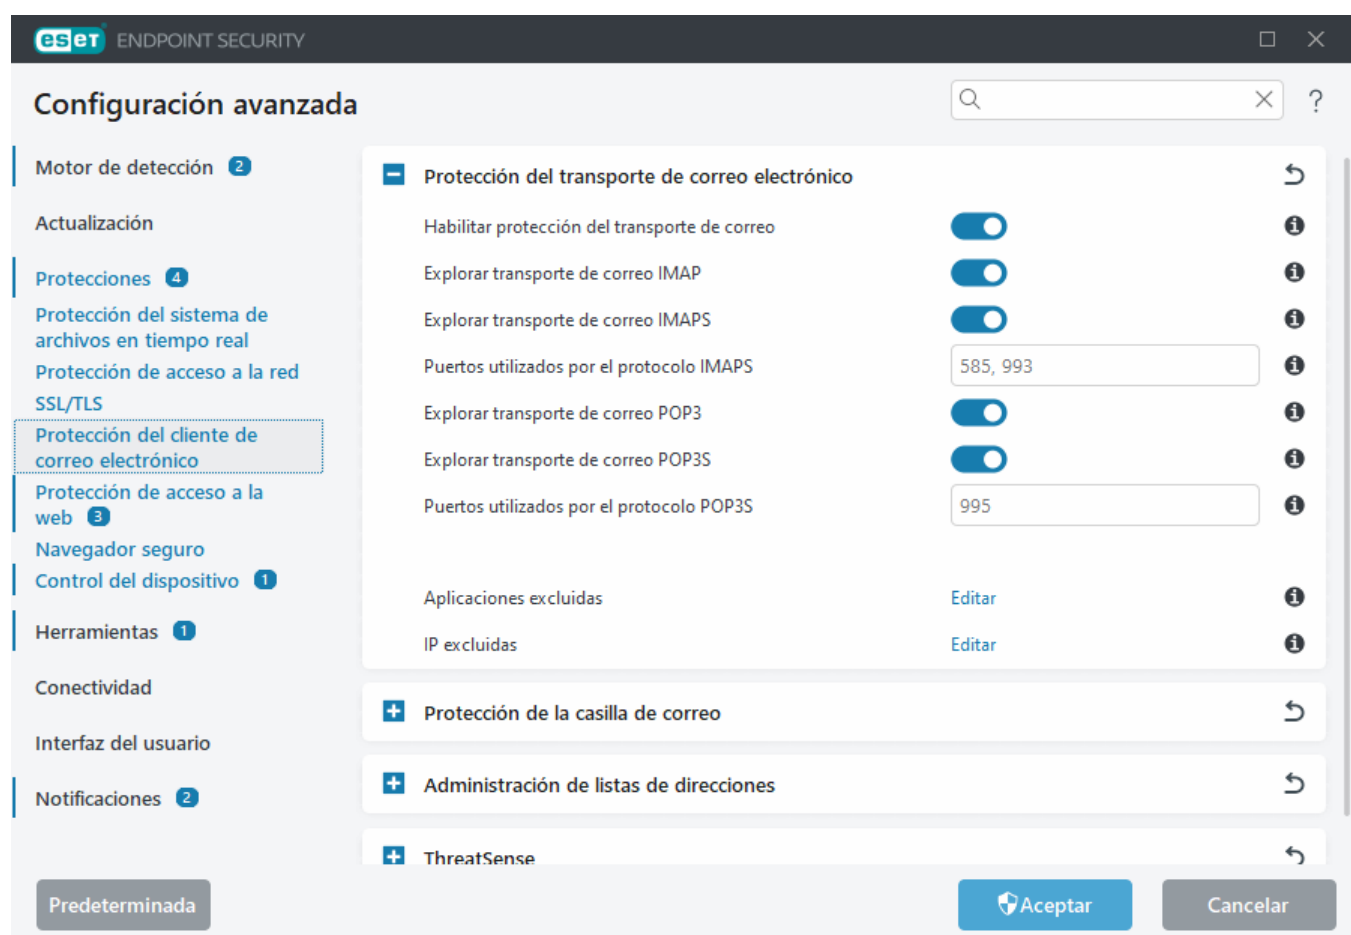 eset ENDPOINT SECURITY
Configuración avanzada
?
Motor de detección 2
Actualización
Protecciones 4
Protección del sistema de
archivos en tiempo real
Protección de acceso a la red
SSL/TLS
Protección del cliente de
correo electrónico
Protección de acceso a la
web 3
Navegador seguro
Control del dispositivo 1
Herramientas 1
Conectividad
Interfaz del usuario
Notificaciones 2
Protección del transporte de correo electrónico
Habilitar protección del transporte de correo
Explorar transporte de correo IMAP
Explorar transporte de correo IMAPS
Puertos utilizados por el protocolo IMAPS 585, 993
Explorar transporte de correo POP3
Explorar transporte de correo POP3S
Puertos utilizados por el protocolo POP3S 995
Aplicaciones excluidas Editar
IP excluidas Editar
Protección de la casilla de correo
Administración de listas de direcciones
ThreatSense
Predeterminada
Aceptar
Cancelar